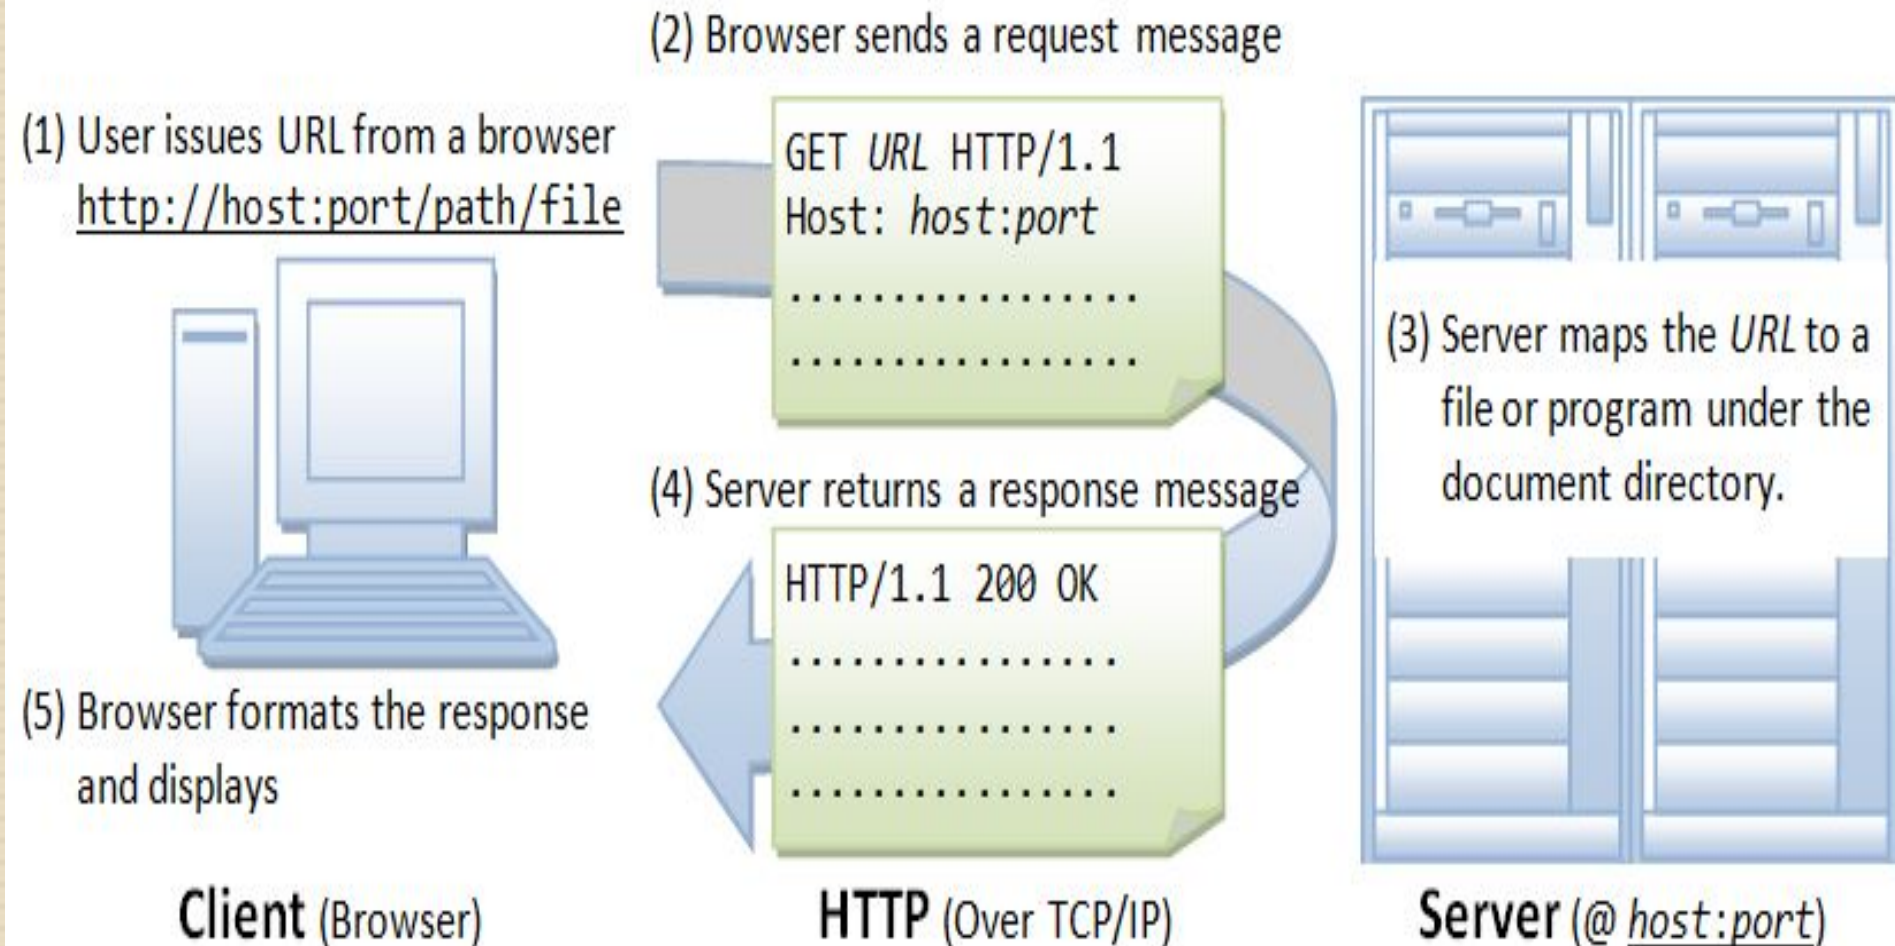 (2) Browser sends a request message
(1) User issues URL from a browser
http://host:port/path/file
GET URL HTTP/1.1
Host: host:port
.................
.................
(3) Server maps the URL to a
file or program under the
document directory.
(4) Server returns a response message
HTTP/1.1 200 OK
................
................
................
(5) Browser formats the response
and displays
Client (Browser)
HTTP (Over TCP/IP)
Server (@ host:port)